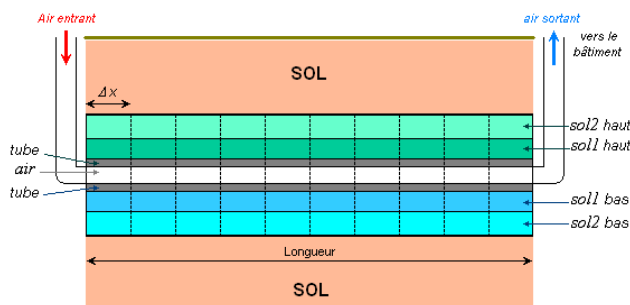 Air entrant
air sortant
vers le
bâtiment
SOL
Δx
sol2 haut
sol1 haut
tube
air
tube
sol1 bas
sol2 bas
Longueur
SOL